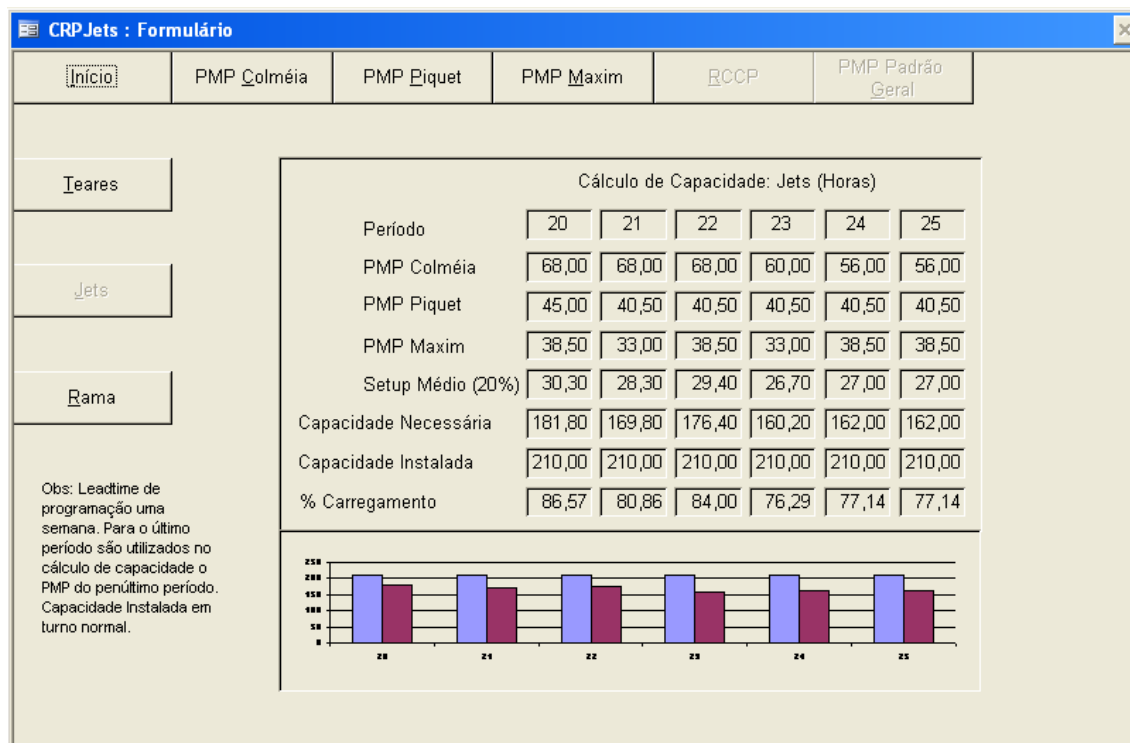 CRPJets : Formulário
Início PMP Colméia PMP Piquet PMP Maxim RCCP PMP Padrão
Geral
Teares
Jets
Rama
Obs: Leadtime de
programação uma
semana. Para o últim
período são utilizados no
cálculo de capacidade o
PMP do penúltimo período.
Capacidade Instalada em
turno normal.
Cálculo de Capacidade: Jets (Horas)
Período 20 21 22 23 24 25
PMP Colméia 68,00 68,00 68,00 60,00 56,00 56,00
PMP Piquet 45,00 40,50 40,50 40,50 40,50 40,50
PMP Maxim 38,50 33,00 38,50 33,00 38,50 38,50
Setup Médio (20%) 30,30 28,30 29,40 26,70 27,00 27,00
Capacidade Necessária 181,80 169,80 176,40 160,20 162,00 162,00
Capacidade Instalada 210,00 210,00 210,00 210,00 210,00 210,00
% Carregamento 86,57 80,86 84,00 76,29 77,14 77,14
250
200
150
100
50
0
20 21 22 23 24 25